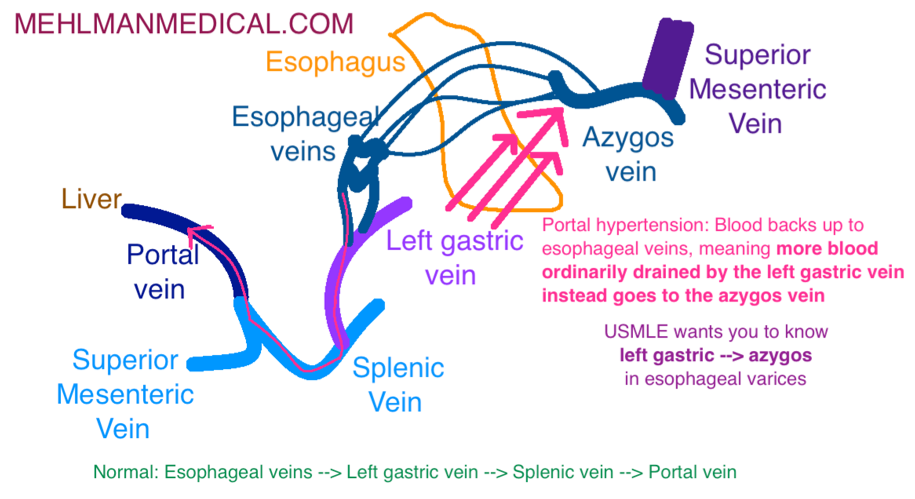 MEHLMANMEDICAL.COM
Esophagus
Superior
Mesenteric
Vein
Esophageal
veins
Azygos
vein
Liver
Portal
vein
Left gastric
vein
Portal hypertension: Blood backs up to
esophageal veins, meaning more blood
ordinarily drained by the left gastric vein
instead goes to the azygos vein
USMLE wants you to know
left gastric --> azygos
in esophageal varices
Superior
Mesenteric
Vein
Splenic
Vein
Normal: Esophageal veins --> Left gastric vein --> Splenic vein --> Portal vein